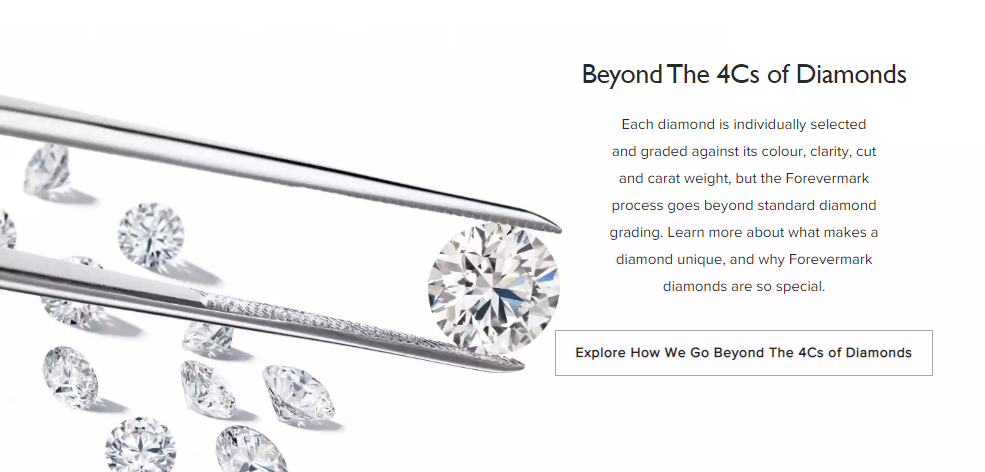 Beyond The 4Cs of Diamonds
Each diamond is individually selected
and graded against its colour, clarity, cut
and carat weight, but the Forevermark
process goes beyond standard diamond
grading. Learn more about what makes a
diamond unique, and why Forevermark
diamonds are so special.
Explore How We Go Beyond The 4Cs of Diamonds